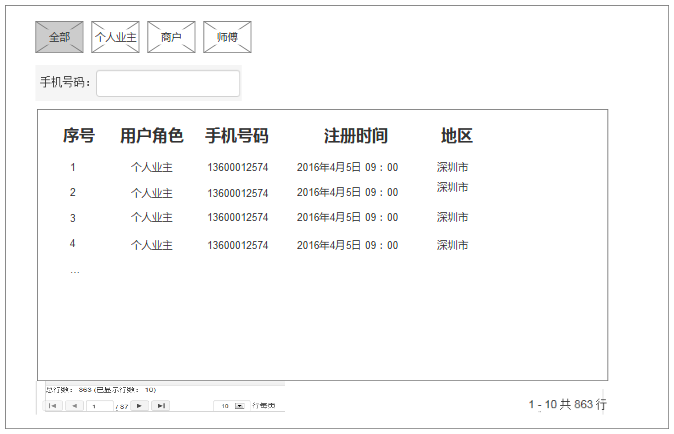 全部 个人业主 商户 师傅
手机号码：
序号 用户角色 手机号码 注册时间 地区
1 个人业主 13600012574 2016年4月5日 09：00 深圳市
2 个人业主 13600012574 2016年4月5日 09：00 深圳市
3 个人业主 13600012574 2016年4月5日 09：00 深圳市
4 个人业主 13600012574 2016年4月5日 09：00 深圳市
...
总行数： 863 (已显示行数： 10)
1 / 87 10 行每页
1 - 10 共 863 行